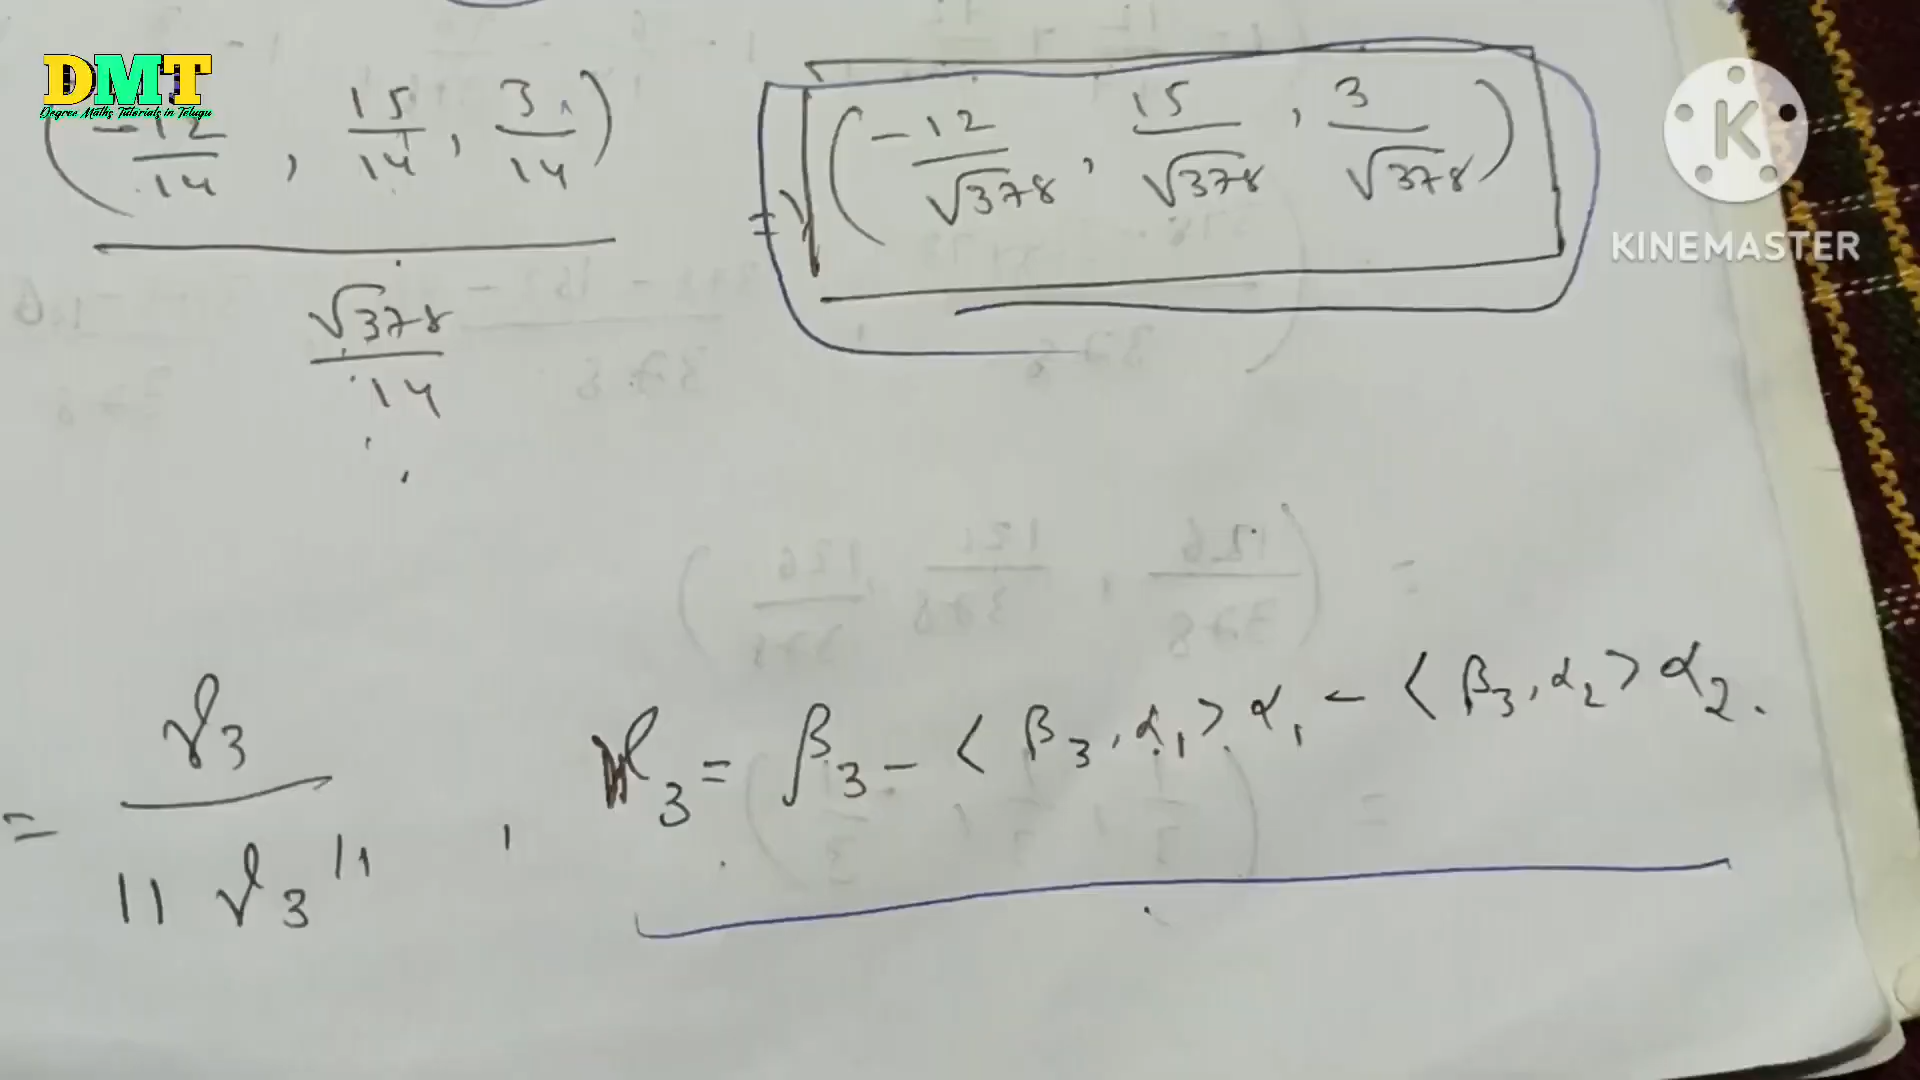 DMT
Degree Maths Tutorials in Telugu
(-12/14, 15/14, 3/14)
√378/14
= (-12/√378, 15/√378, 3/√378)
KINEMASTER
= γ3/||γ3||, γ3 = β3 - <β3, α1> α1 - <β3, α2> α2.